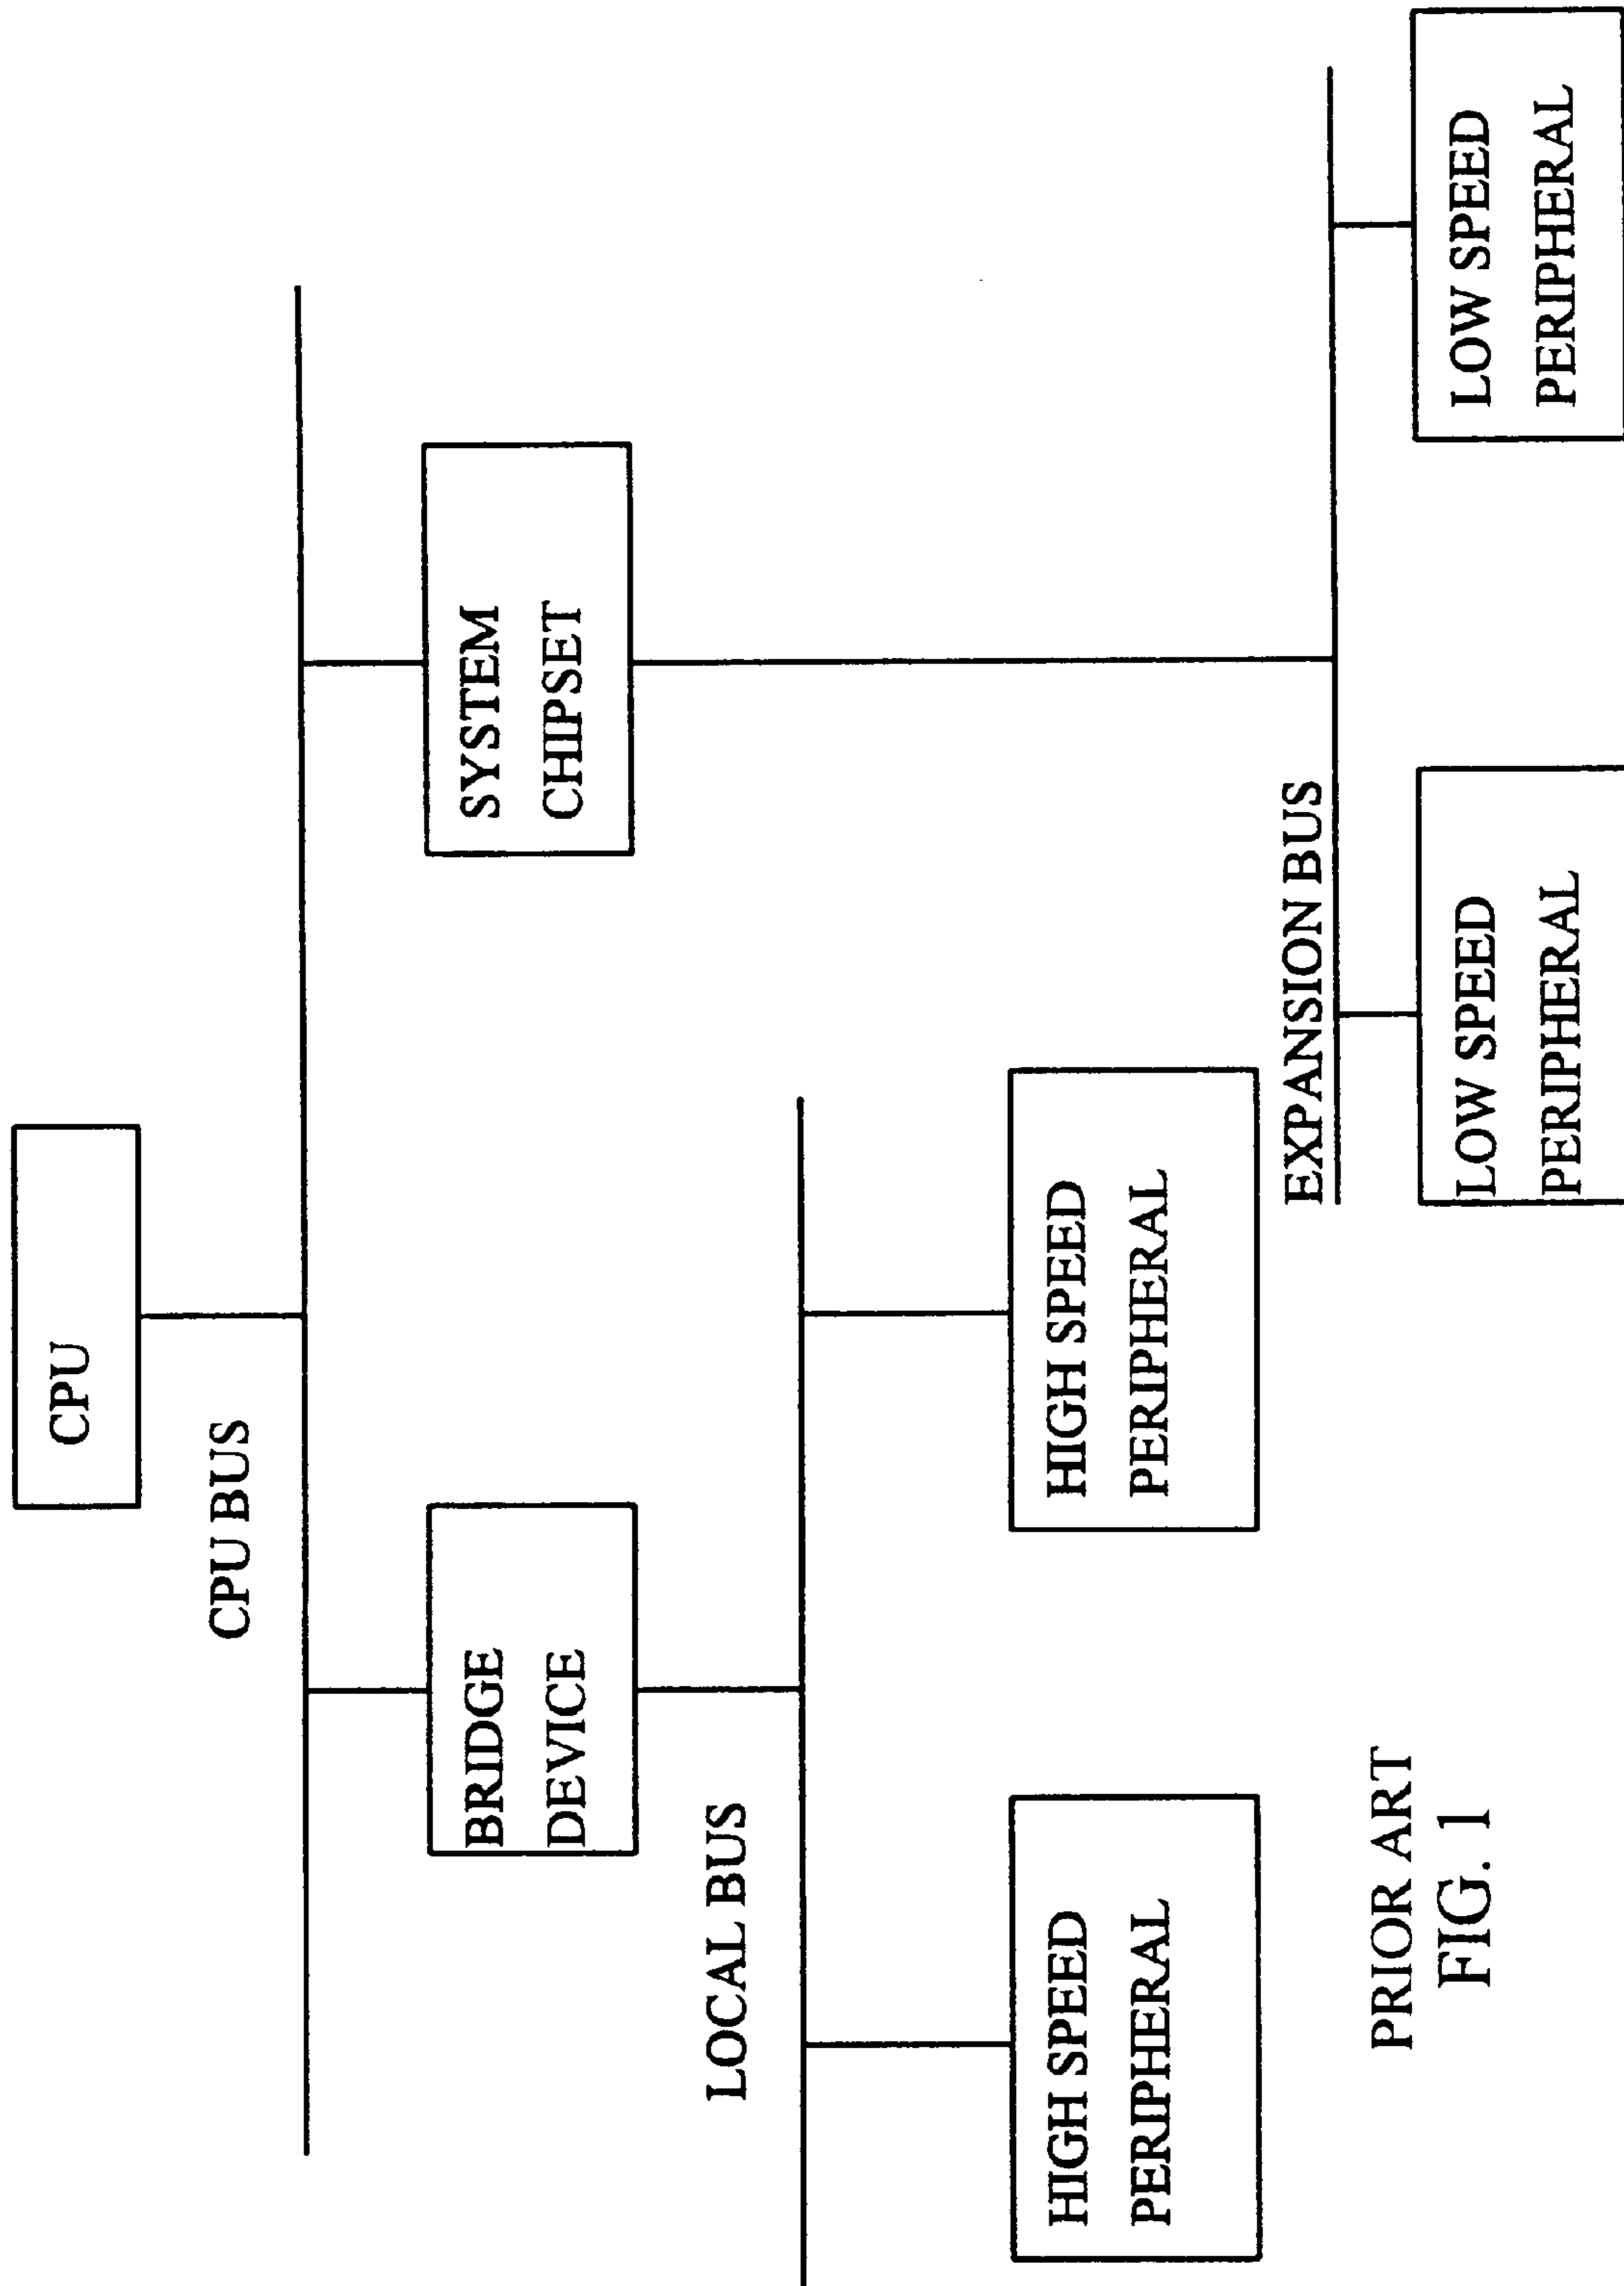 CPU
CPU BUS
BRIDGE
DEVICE
SYSTEM
CHIPSET
LOCAL BUS
HIGH SPEED
PERIPHERAL
HIGH SPEED
PERIPHERAL
EXPANSION BUS
LOW SPEED
PERIPHERAL
LOW SPEED
PERIPHERAL
PRIOR ART
FIG. 1